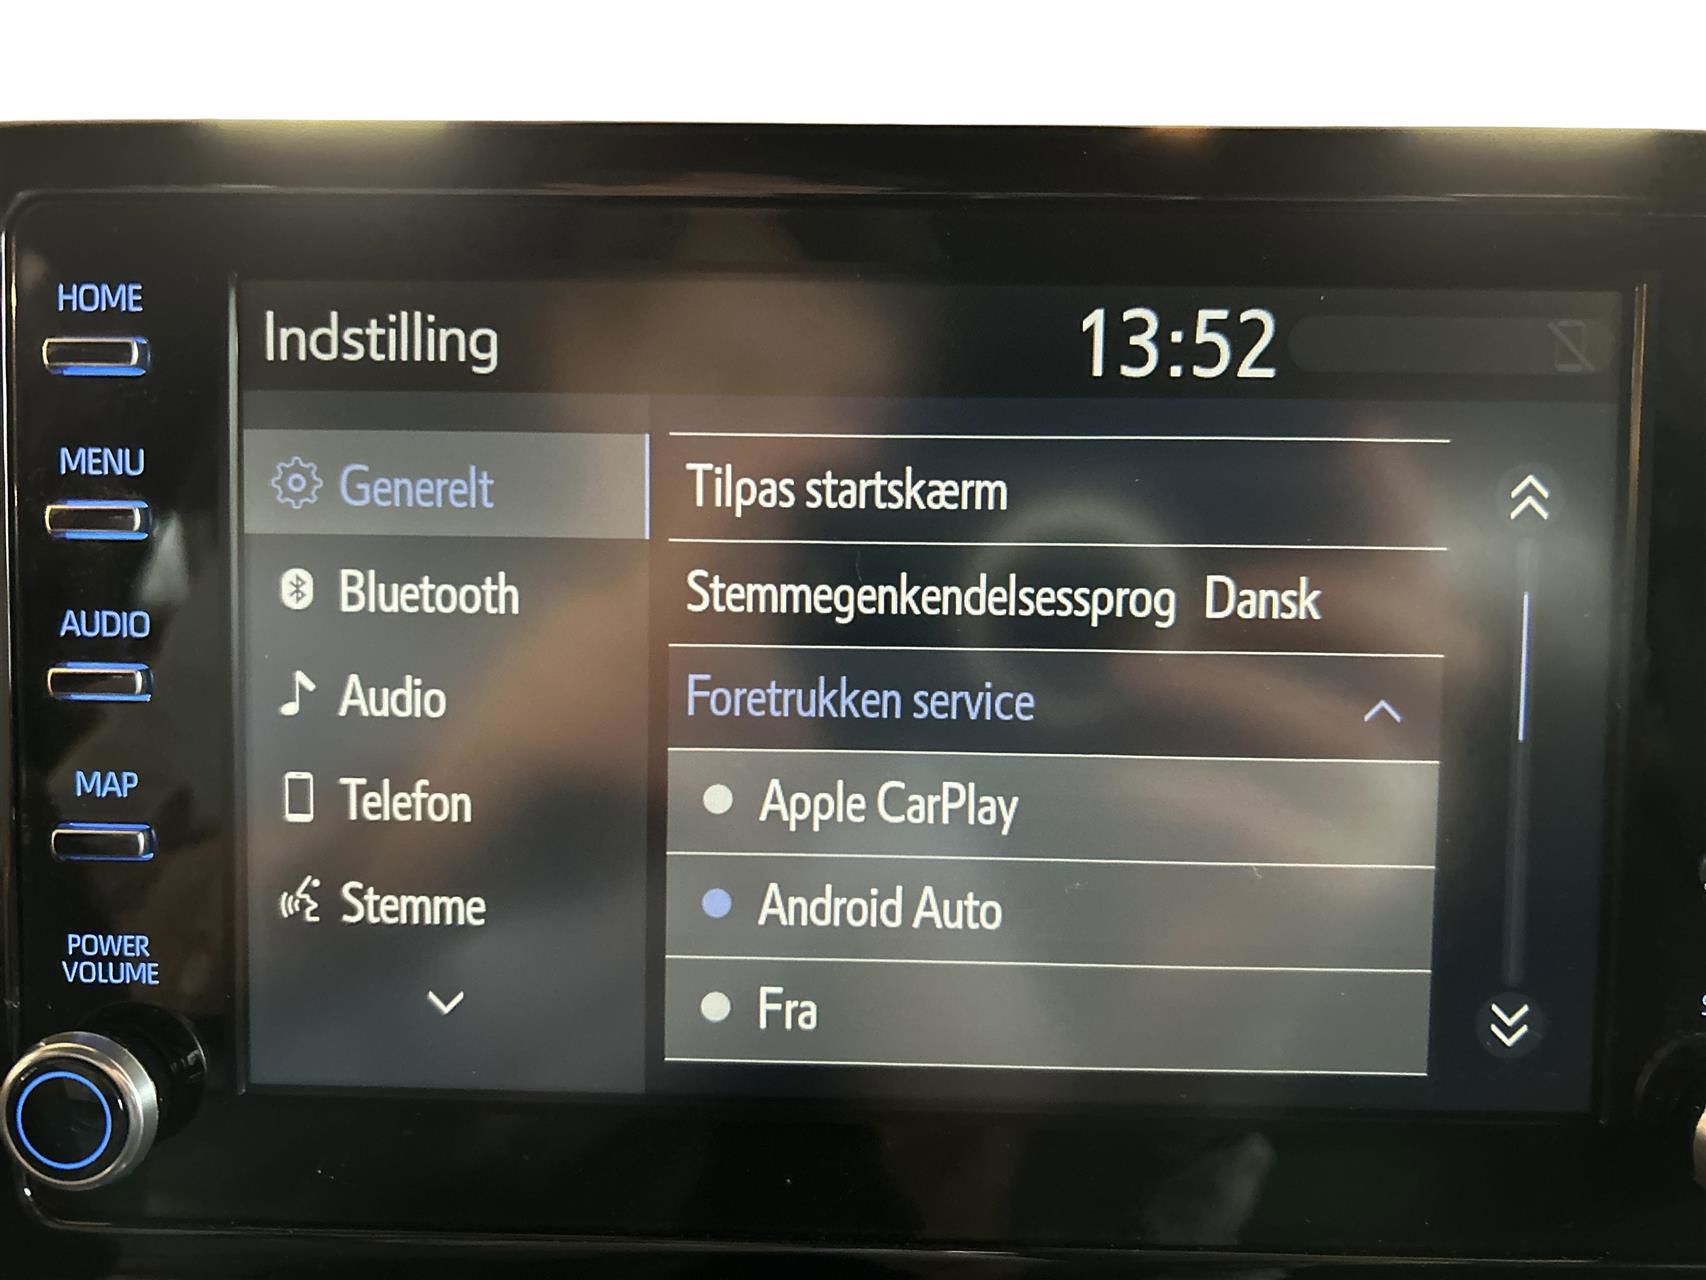 HOME
MENU
AUDIO
MAP
POWER
VOLUME
Indstilling
13:52
Generelt
Bluetooth
Audio
Telefon
Stemme
Tilpas startskærm
Stemmegenkendelsessprog Dansk
Foretrukken service
Apple CarPlay
Android Auto
Fra